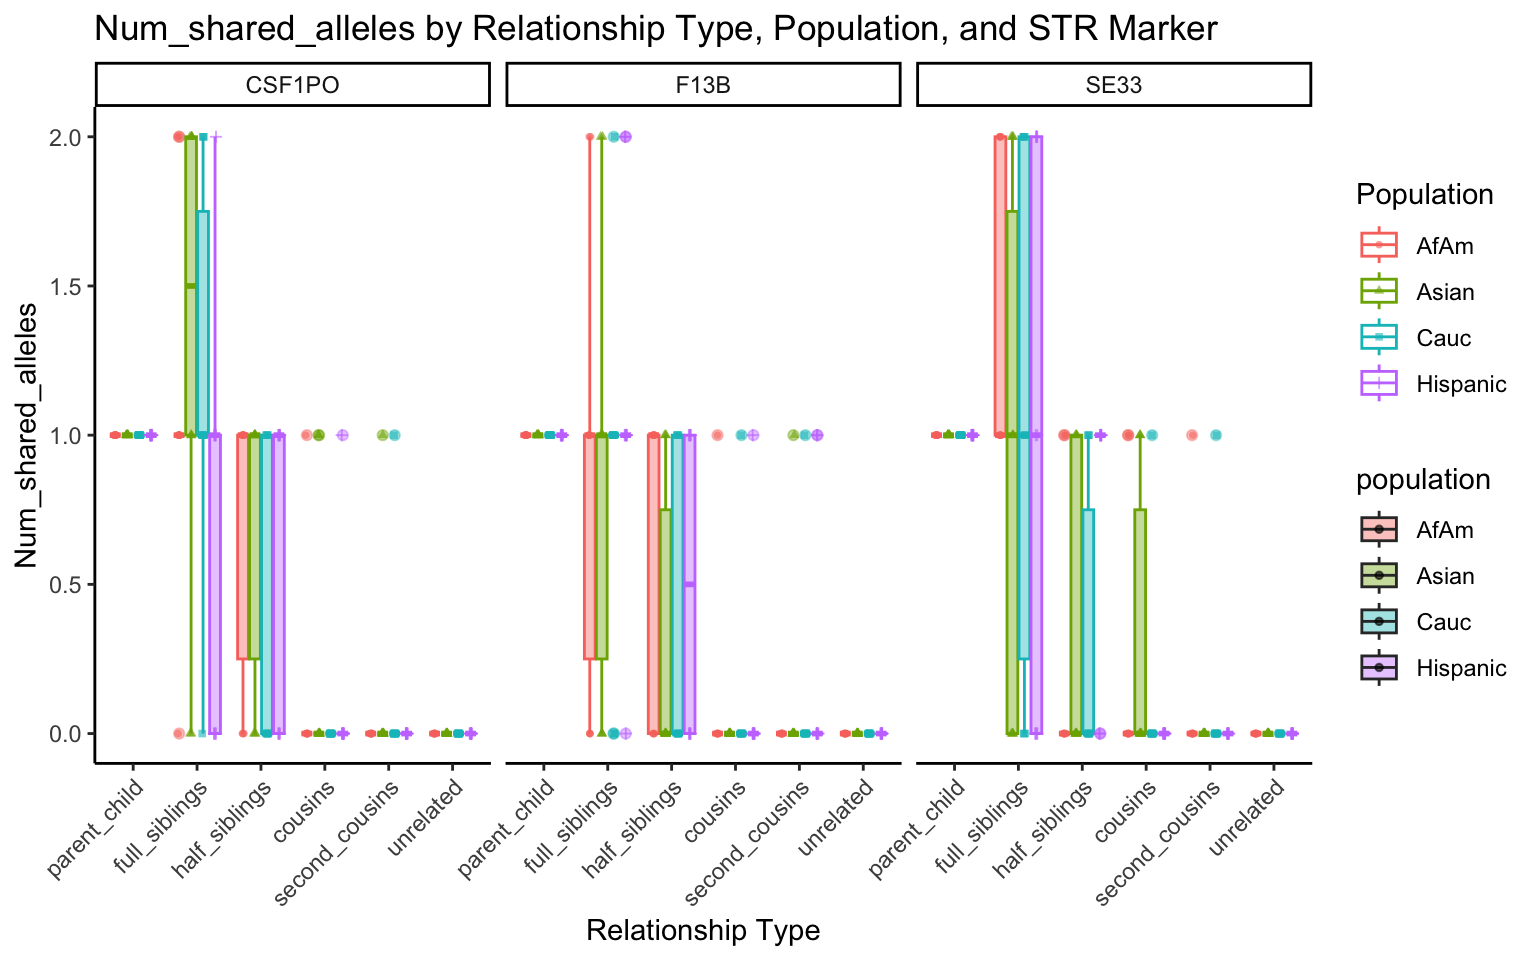 Num_shared_alleles by Relationship Type, Population, and STR Marker
CSF1PO
F13B
SE33
Num_shared_alleles
2.0
1.5
1.0
0.5
0.0
parent_child
full_siblings
half_siblings
cousins
second_cousins
unrelated
parent_child
full_siblings
half_siblings
cousins
second_cousins
unrelated
parent_child
full_siblings
half_siblings
cousins
second_cousins
unrelated
Relationship Type
Population
AfAm
Asian
Cauc
Hispanic
population
AfAm
Asian
Cauc
Hispanic